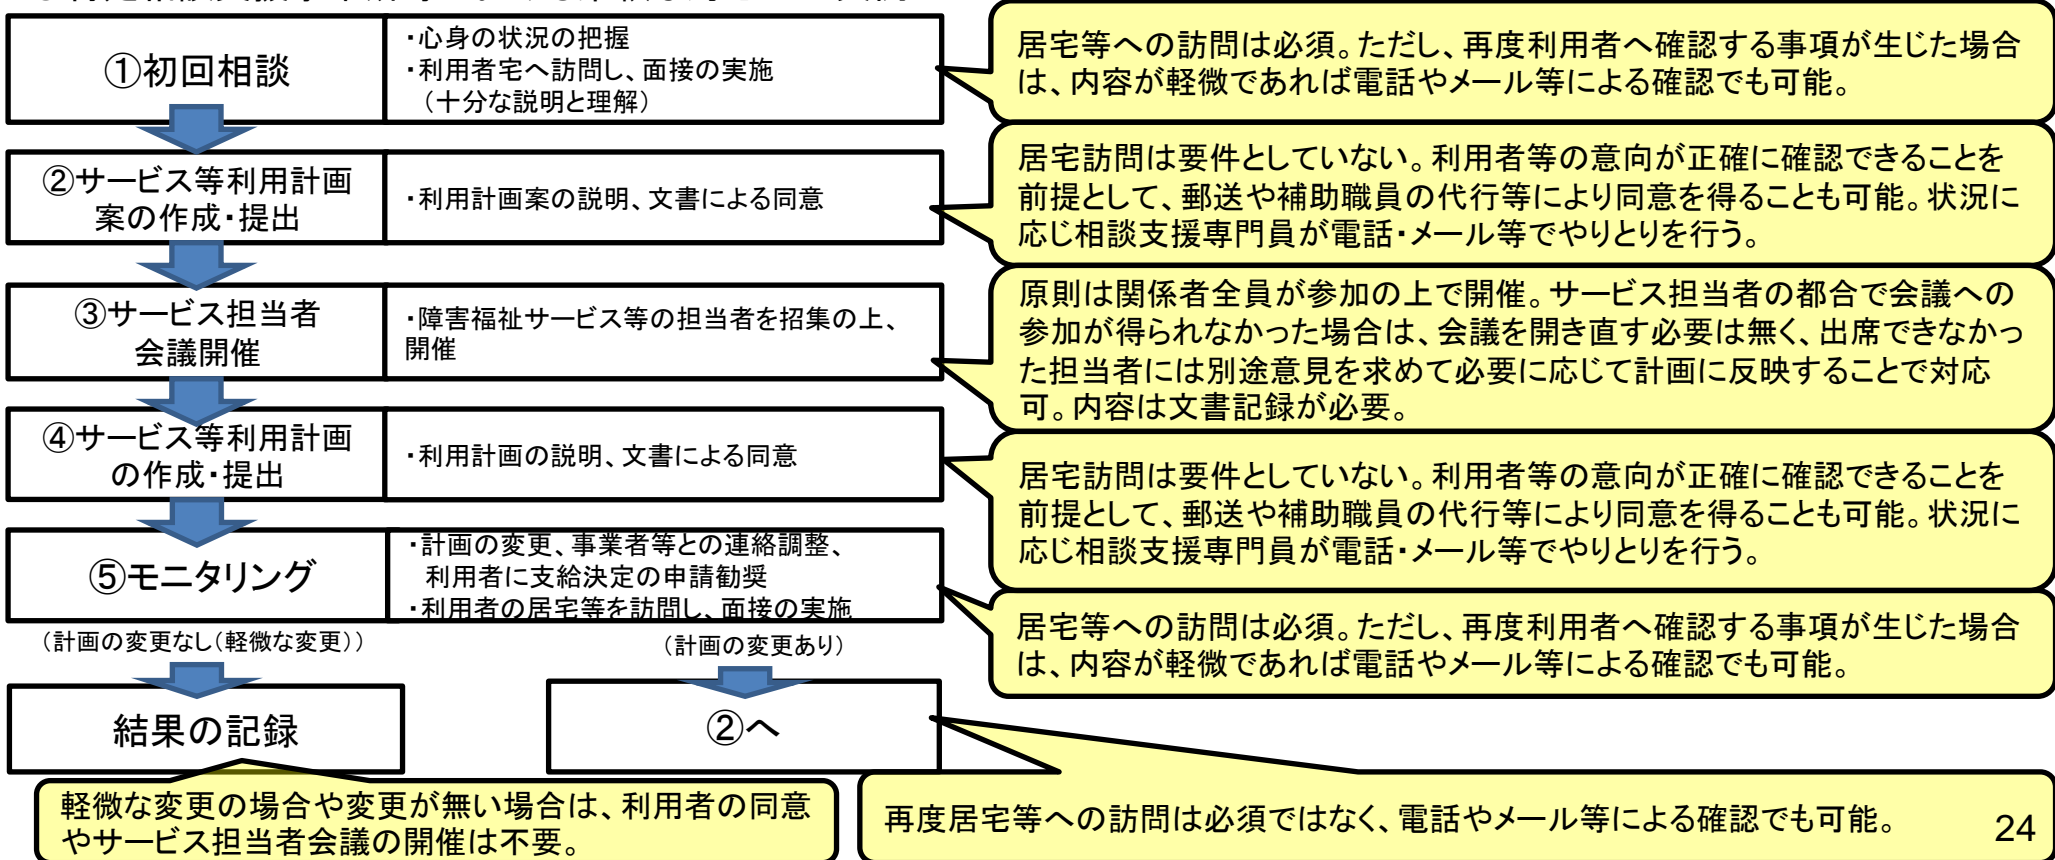 ①初回相談
・心身の状況の把握
・利用者宅へ訪問し、面接の実施
（十分な説明と理解）
居宅等への訪問は必須。ただし、再度利用者へ確認する事項が生じた場合
は、内容が軽微であれば電話やメール等による確認でも可能。
②サービス等利用計画
案の作成・提出
・利用計画案の説明、文書による同意
居宅訪問は要件としていない。利用者等の意向が正確に確認できることを
前提として、郵送や補助職員の代行等により同意を得ることも可能。状況に
応じ相談支援専門員が電話・メール等でやりとりを行う。
③サービス担当者
会議開催
・障害福祉サービス等の担当者を招集の上、
開催
原則は関係者全員が参加の上で開催。サービス担当者の都合で会議への
参加が得られなかった場合は、会議を開き直す必要は無く、出席できなかっ
た担当者には別途意見を求めて必要に応じて計画に反映することで対応
可。内容は文書記録が必要。
④サービス等利用計画
の作成・提出
・利用計画の説明、文書による同意
居宅訪問は要件としていない。利用者等の意向が正確に確認できることを
前提として、郵送や補助職員の代行等により同意を得ることも可能。状況に
応じ相談支援専門員が電話・メール等でやりとりを行う。
⑤モニタリング
・計画の変更、事業者等との連絡調整、
利用者に支給決定の申請勧奨
・利用者の居宅等を訪問し、面接の実施
居宅等への訪問は必須。ただし、再度利用者へ確認する事項が生じた場合
は、内容が軽微であれば電話やメール等による確認でも可能。
（計画の変更なし（軽微な変更））
（計画の変更あり）
結果の記録
②へ
軽微な変更の場合や変更が無い場合は、利用者の同意
やサービス担当者会議の開催は不要。
再度居宅等への訪問は必須ではなく、電話やメール等による確認でも可能。
24